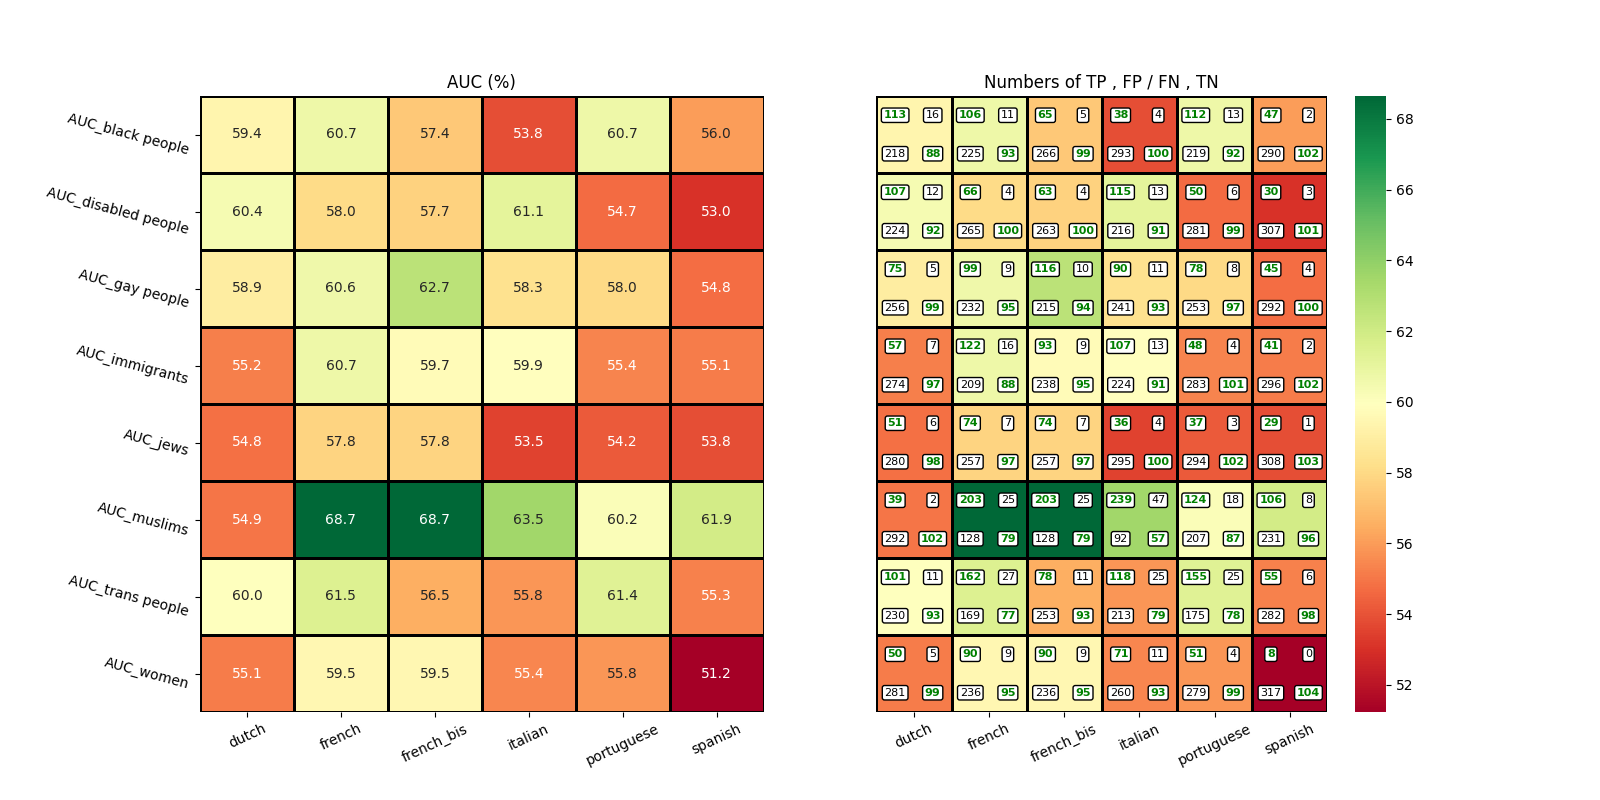 AUC (%)
AUC_black people 59.4 60.7 57.4 53.8 60.7 56.0
AUC_disabled people 60.4 58.0 57.7 61.1 54.7 53.0
AUC_gay people 58.9 60.6 62.7 58.3 58.0 54.8
AUC_immigrants 55.2 60.7 59.7 59.9 55.4 55.1
AUC_jews 54.8 57.8 57.8 53.5 54.2 53.8
AUC_muslims 54.9 68.7 68.7 63.5 60.2 61.9
AUC_trans people 60.0 61.5 56.5 55.8 61.4 55.3
AUC_women 55.1 59.5 59.5 55.4 55.8 51.2
dutch french french_bis italian portuguese spanish
Numbers of TP , FP / FN , TN
113 16 106 11 65 5 38 4 112 13 47 2
218 88 225 93 266 99 293 100 219 92 290 102
107 12 66 4 63 4 115 13 50 6 30 3
224 92 265 100 263 100 216 91 281 99 307 101
75 5 99 9 116 10 90 11 78 8 45 4
256 99 232 95 215 94 241 93 253 97 292 100
57 7 122 16 93 9 107 13 48 4 41 2
274 97 209 88 238 95 224 91 283 101 296 102
51 6 74 7 74 7 36 4 37 3 29 1
280 98 257 97 257 97 295 100 294 102 308 103
39 2 203 25 203 25 239 47 124 18 106 8
292 102 128 79 128 79 92 57 207 87 231 96
101 11 162 27 78 11 118 25 155 25 55 6
230 93 169 77 253 93 213 79 175 78 282 98
50 5 90 9 90 9 71 11 51 4 8 0
281 99 236 95 236 95 260 93 279 99 317 104
dutch french french_bis italian portuguese spanish
68
66
64
62
60
58
56
54
52